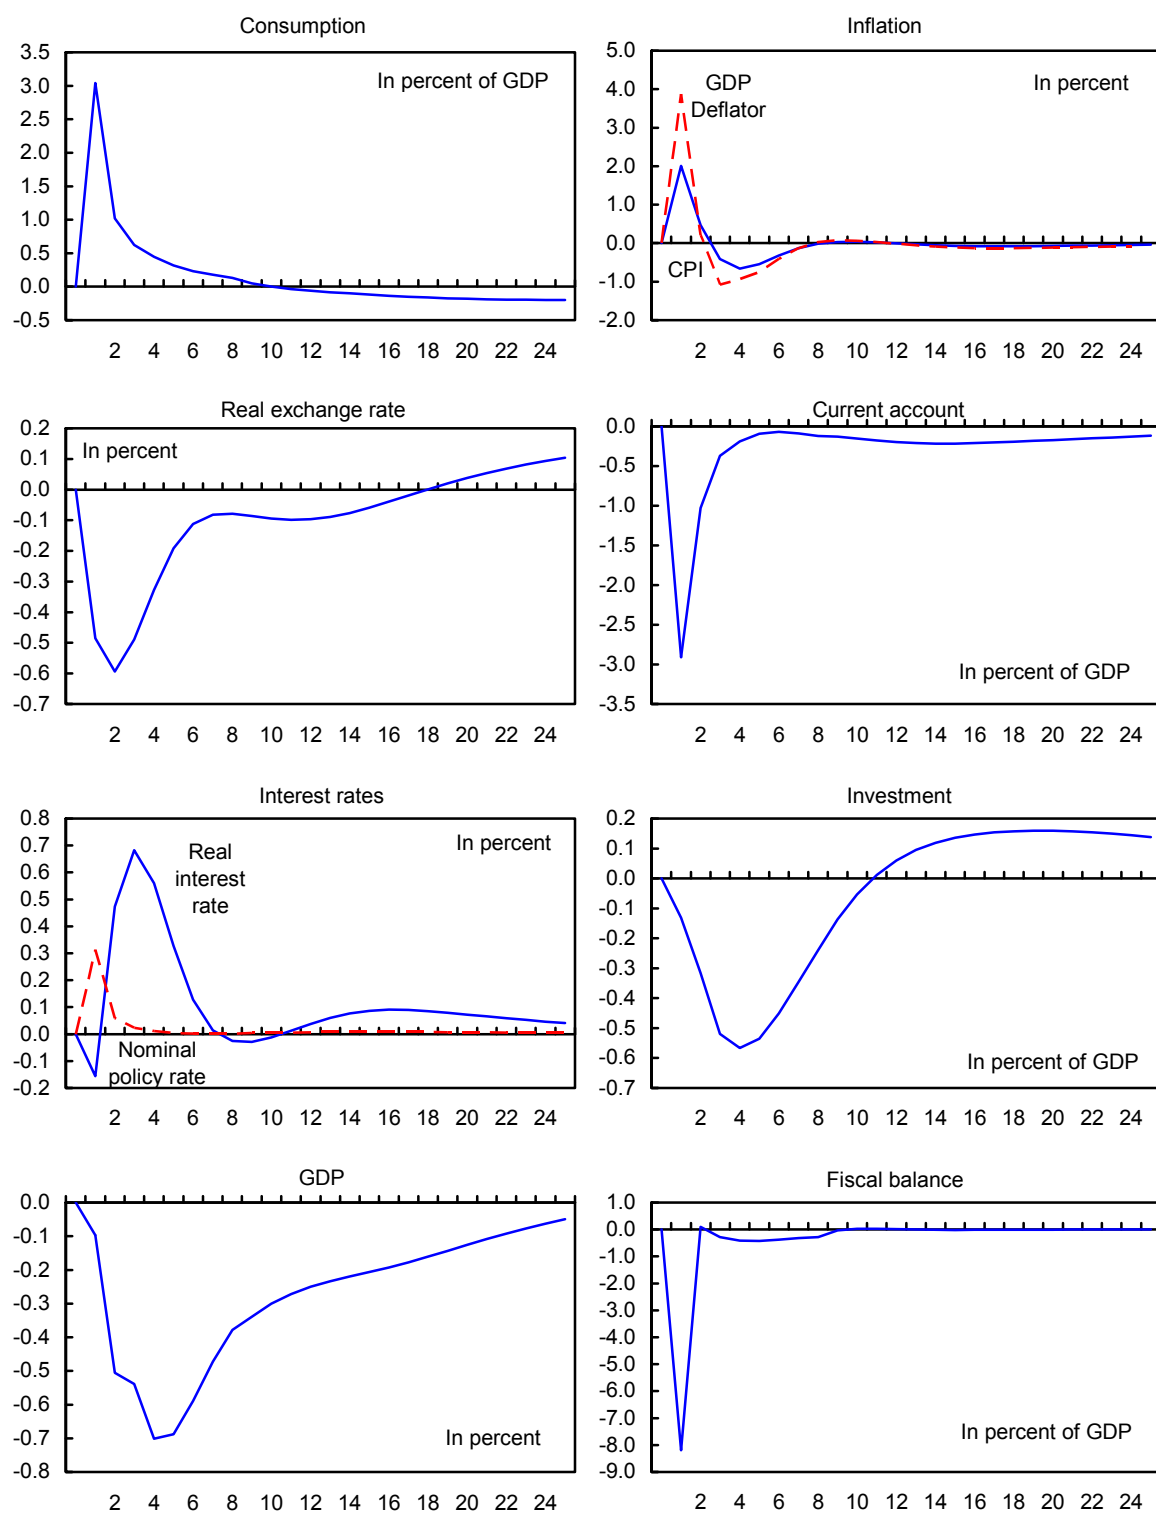 Consumption
In percent of GDP
3.5
3.0
2.5
2.0
1.5
1.0
0.5
0.0
-0.5
2 4 6 8 10 12 14 16 18 20 22 24
Inflation
In percent
GDP
Deflator
CPI
5.0
4.0
3.0
2.0
1.0
0.0
-1.0
-2.0
2 4 6 8 10 12 14 16 18 20 22 24
Real exchange rate
In percent
0.2
0.1
0.0
-0.1
-0.2
-0.3
-0.4
-0.5
-0.6
-0.7
2 4 6 8 10 12 14 16 18 20 22 24
Current account
0.0
-0.5
-1.0
-1.5
-2.0
-2.5
-3.0
-3.5
In percent of GDP
2 4 6 8 10 12 14 16 18 20 22 24
Interest rates
In percent
Real
interest
rate
Nominal
policy rate
0.8
0.7
0.6
0.5
0.4
0.3
0.2
0.1
0.0
-0.1
-0.2
2 4 6 8 10 12 14 16 18 20 22 24
Investment
0.2
0.1
0.0
-0.1
-0.2
-0.3
-0.4
-0.5
-0.6
-0.7
In percent of GDP
2 4 6 8 10 12 14 16 18 20 22 24
GDP
0.0
-0.1
-0.2
-0.3
-0.4
-0.5
-0.6
-0.7
-0.8
In percent
2 4 6 8 10 12 14 16 18 20 22 24
Fiscal balance
1.0
0.0
-1.0
-2.0
-3.0
-4.0
-5.0
-6.0
-7.0
-8.0
-9.0
In percent of GDP
2 4 6 8 10 12 14 16 18 20 22 24